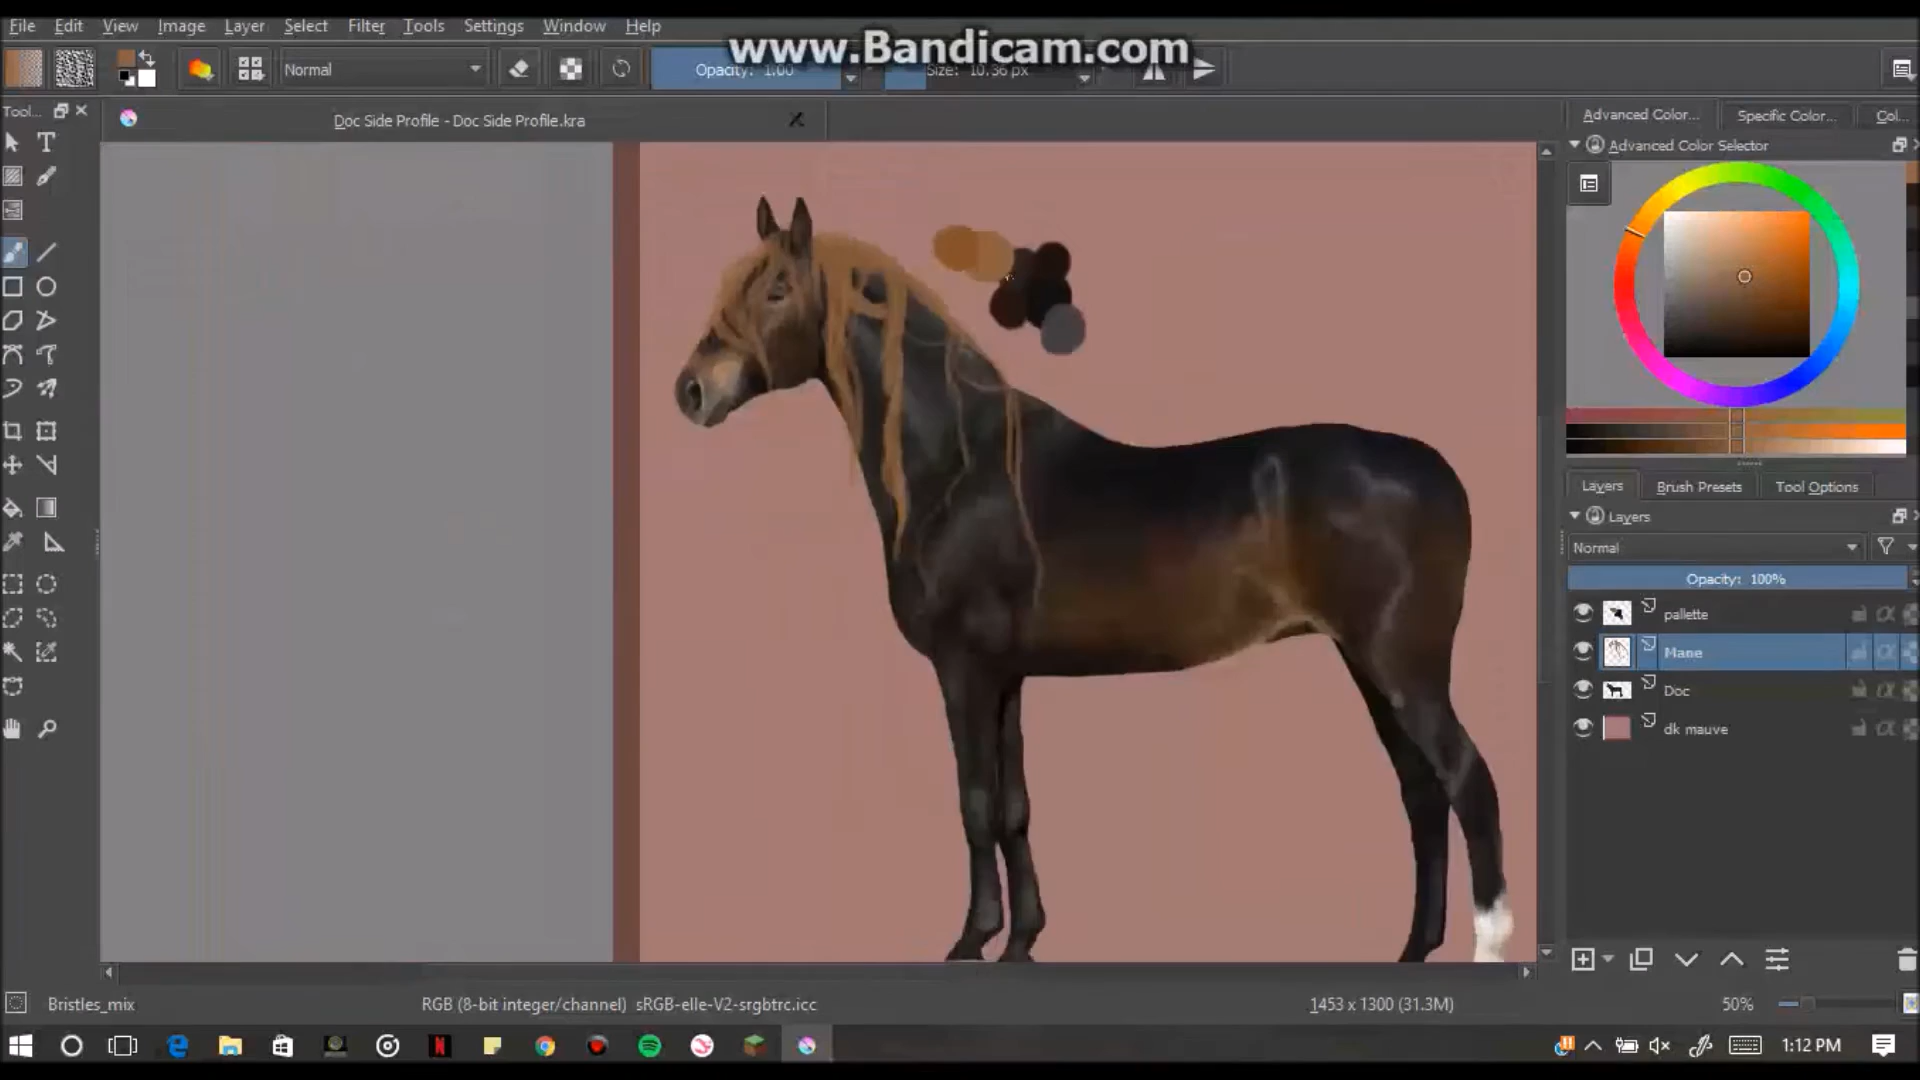 File Edit View Image Layer Select Filter Tools Settings Window Help
www.Bandicam.com
Normal
Opacity: 1.00
Size: 10.36 px
Tool...
Doc Side Profile - Doc Side Profile.kra
Advanced Color... Specific Color... Col...
Advanced Color Selector
Layers Brush Presets Tool Options
Layers
Normal
Opacity: 100%
pallette
Mane
Doc
dk mauve
Bristles_mix
RGB (8-bit integer/channel) sRGB-elle-V2-srgbtrc.icc
1453 x 1300 (31.3M)
50%
1:12 PM